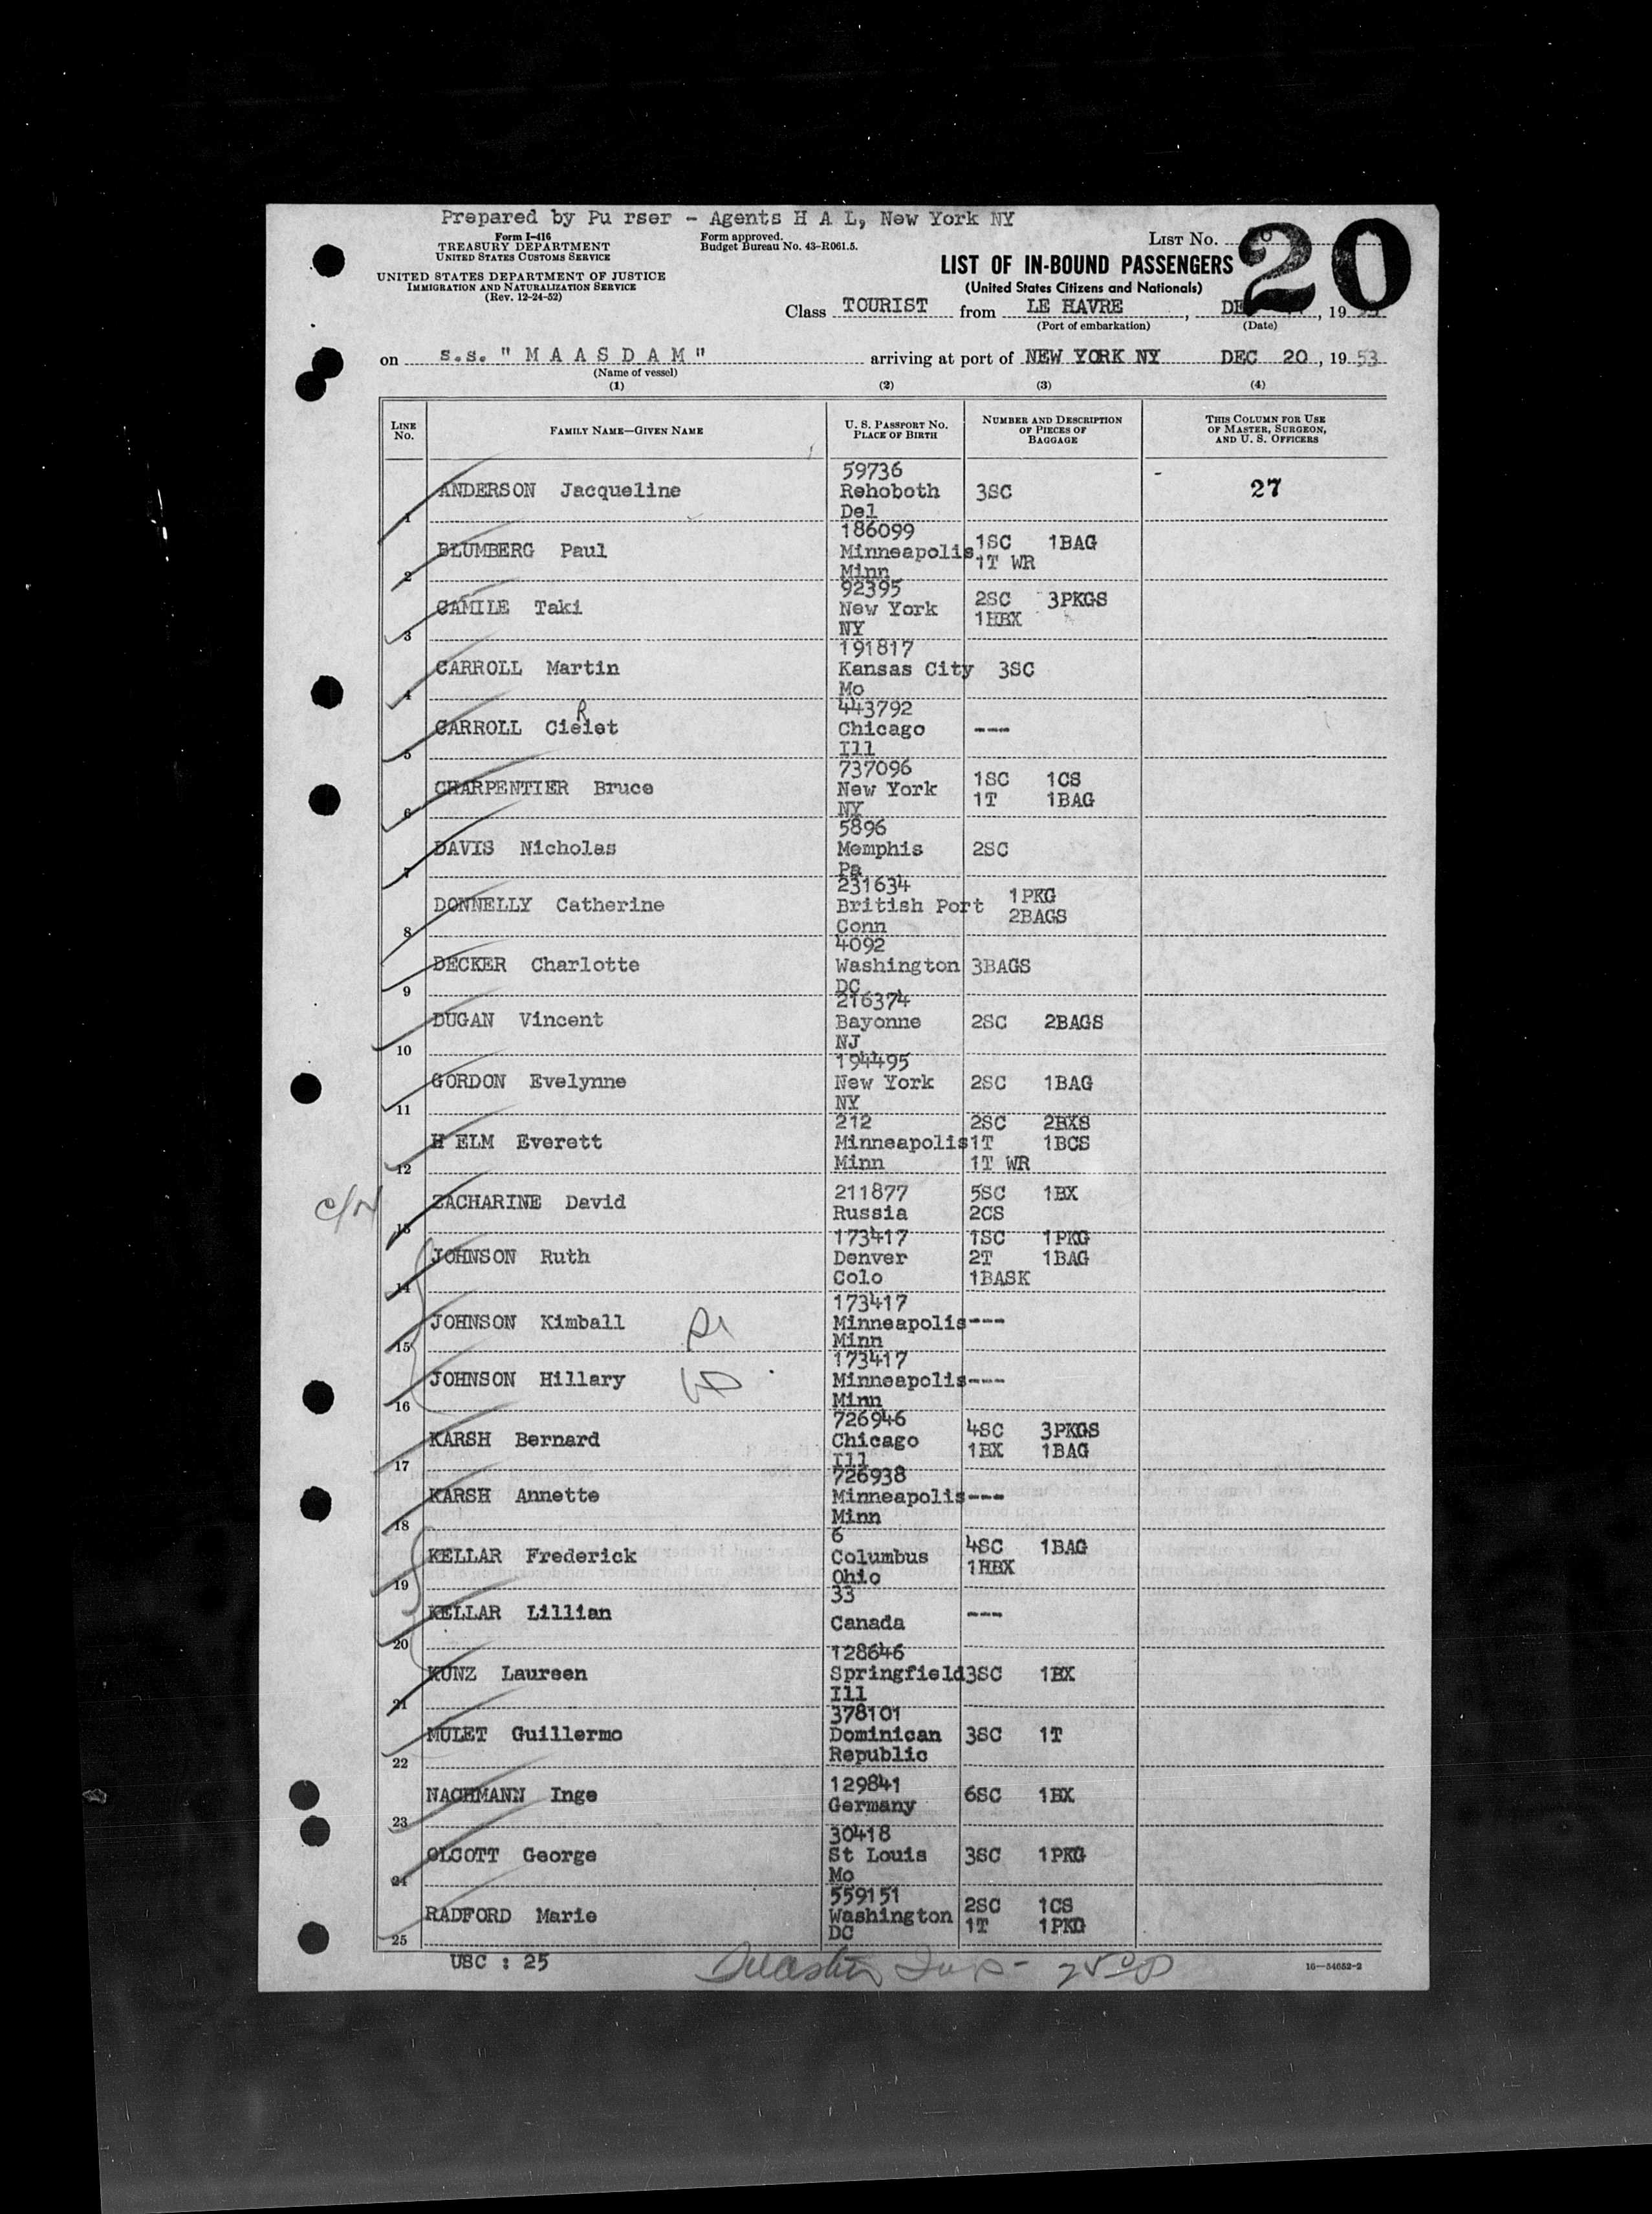 Prepared by Pu rser - Agents H A L, New York NY
Form I-416
TREASURY DEPARTMENT
UNITED STATES CUSTOMS SERVICE
Form approved.
Budget Bureau No. 43-R061.5.
LIST NO.
20
UNITED STATES DEPARTMENT OF JUSTICE
IMMIGRATION AND NATURALIZATION SERVICE
(Rev. 12-24-52)
LIST OF IN-BOUND PASSENGERS
(United States Citizens and Nationals)
Class TOURIST from LE HAVRE, DE , 19
(Port of embarkation) (Date)
on s.s. " M A A S D A M " arriving at port of NEW YORK NY DEC 20, 1953
(Name of vessel)
(1) (2) (3) (4)
LINE NO. FAMILY NAME—GIVEN NAME U. S. PASSPORT NO. PLACE OF BIRTH NUMBER AND DESCRIPTION OF PIECES OF BAGGAGE THIS COLUMN FOR USE OF MASTER, SURGEON, AND U. S. OFFICERS
1 ANDERSON Jacqueline 59736 Rehoboth Del 3SC 27
2 BLUMBERG Paul 186099 Minneapolis Minn 1SC 1BAG 1T WR
3 CAMILE Taki 92395 New York NY 2SC 3PKGS 1HBX
4 CARROLL Martin 191817 Kansas City Mo 3SC
5 CARROLL Cielet R 443792 Chicago Ill ---
6 CHARPENTIER Bruce 737096 New York NY 1SC 1CS 1T 1BAG
7 DAVIS Nicholas 5896 Memphis Pa 2SC
8 DONNELLY Catherine 231634 British Port Conn 1PKG 2BAGS
9 DECKER Charlotte 4092 Washington DC 3BAGS
10 DUGAN Vincent 216374 Bayonne NJ 2SC 2BAGS
11 GORDON Evelynne 194495 New York NY 2SC 1BAG
12 H ELM Everett 212 Minneapolis Minn 2SC 2BXS 1T 1BCS 1T WR
c/N
13 ZACHARINE David 211877 Russia 5SC 1BX 2CS
14 JOHNSON Ruth 173417 Denver Colo 1SC 1PKG 2T 1BAG 1BASK
15 JOHNSON Kimball 173417 Minneapolis Minn ---
16 JOHNSON Hillary 173417 Minneapolis Minn ---
17 KARSH Bernard 726946 Chicago Ill 4SC 3PKGS 1BX 1BAG
18 KARSH Annette 726938 Minneapolis Minn ---
19 KELLAR Frederick 6 Columbus Ohio 4SC 1BAG 1HBX
20 KELLAR Lillian 33 Canada ---
21 KUNZ Laureen 128646 Springfield Ill 3SC 1BX
22 MULET Guillermo 378101 Dominican Republic 3SC 1T
23 NACHMANN Inge 129841 Germany 6SC 1BX
24 OLCOTT George 30418 St Louis Mo 3SC 1PKG
25 RADFORD Marie 559151 Washington DC 2SC 1CS 1T 1PKG
USC : 25
16—54652-2